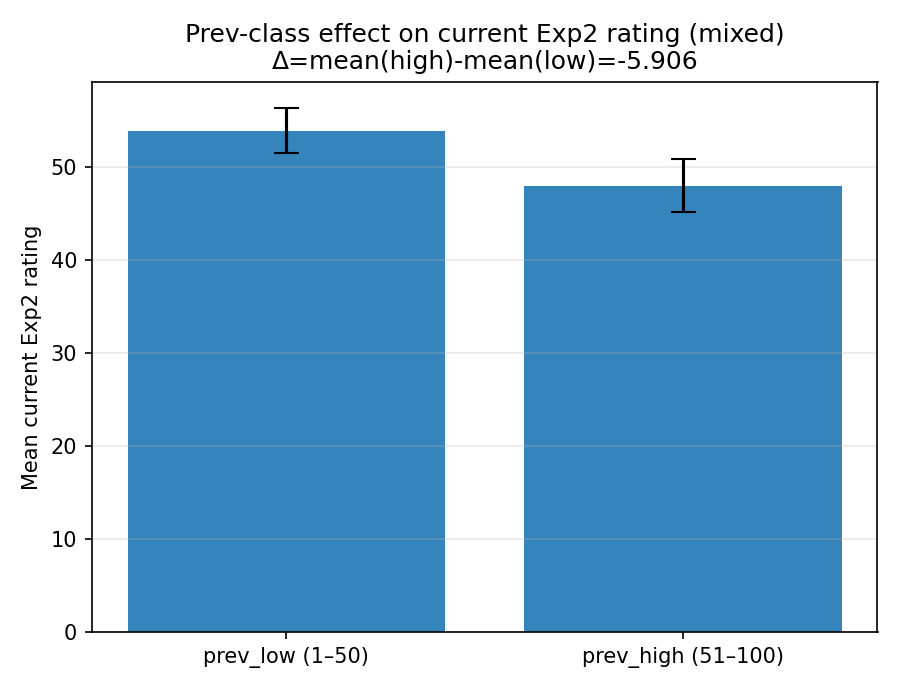 Prev-class effect on current Exp2 rating (mixed)
Δ=mean(high)-mean(low)=-5.906
Mean current Exp2 rating
50
40
30
20
10
0
prev_low (1–50)
prev_high (51–100)